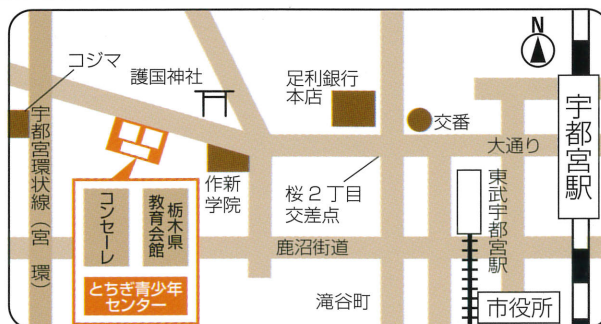 N
コジマ
護国神社
足利銀行
本店
交番
宇都宮駅
大通り
宇都宮環状線（宮環）
作新
学院
桜2丁目
交差点
東武宇都宮駅
コンセーレ
栃木県
教育会館
鹿沼街道
とちぎ青少年
センター
滝谷町
市役所